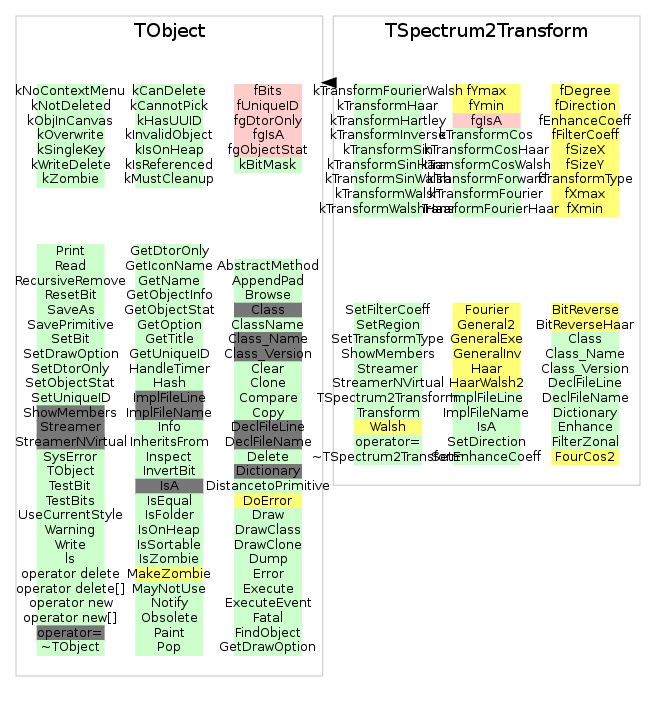 TObject
kNoContextMenu kCanDelete fBits
kNotDeleted kCannotPick fUniqueID
kObjInCanvas kHasUUID fgDtorOnly
kOverwrite kInvalidObject fgIsA
kSingleKey kIsOnHeap fgObjectStat
kWriteDelete kIsReferenced kBitMask
kZombie kMustCleanup
Print GetDtorOnly
Read GetIconName AbstractMethod
RecursiveRemove GetName AppendPad
ResetBit GetObjectInfo Browse
SaveAs GetObjectStat Class
SavePrimitive GetOption ClassName
SetBit GetTitle Class_Name
SetDrawOption GetUniqueID Class_Version
SetDtorOnly HandleTimer Clear
SetObjectStat Hash Clone
SetUniqueID ImplFileLine Compare
ShowMembers ImplFileName Copy
Streamer Info DeclFileLine
StreamerNVirtual InheritsFrom DeclFileName
SysError Inspect Delete
TObject InvertBit Dictionary
TestBit IsA DistancetoPrimitive
TestBits IsEqual DoError
UseCurrentStyle IsFolder Draw
Warning IsOnHeap DrawClass
Write IsSortable DrawClone
ls IsZombie Dump
operator delete MakeZombie Error
operator delete[] MayNotUse Execute
operator new Notify ExecuteEvent
operator new[] Obsolete Fatal
operator= Paint FindObject
~TObject Pop GetDrawOption
TSpectrum2Transform
kTransformFourierWalsh fYmax fDegree
kTransformHaar fYmin fDirection
kTransformHartley fgIsA fEnhanceCoeff
kTransformInverse kTransformCos fFilterCoeff
kTransformSin kTransformCosHaar fSizeX
kTransformSinHaar kTransformCosWalsh fSizeY
kTransformSinWalsh kTransformForward fTransformType
kTransformWalsh kTransformFourier fXmax
kTransformWalshHaar kTransformFourierHaar fXmin
SetFilterCoeff Fourier BitReverse
SetRegion General2 BitReverseHaar
SetTransformType GeneralExe Class
ShowMembers GeneralInv Class_Name
Streamer Haar Class_Version
StreamerNVirtual HaarWalsh2 DeclFileLine
TSpectrum2Transform ImplFileLine DeclFileName
Transform ImplFileName Dictionary
Walsh IsA Enhance
operator= SetDirection FilterZonal
~TSpectrum2Transform SetEnhanceCoeff FourCos2